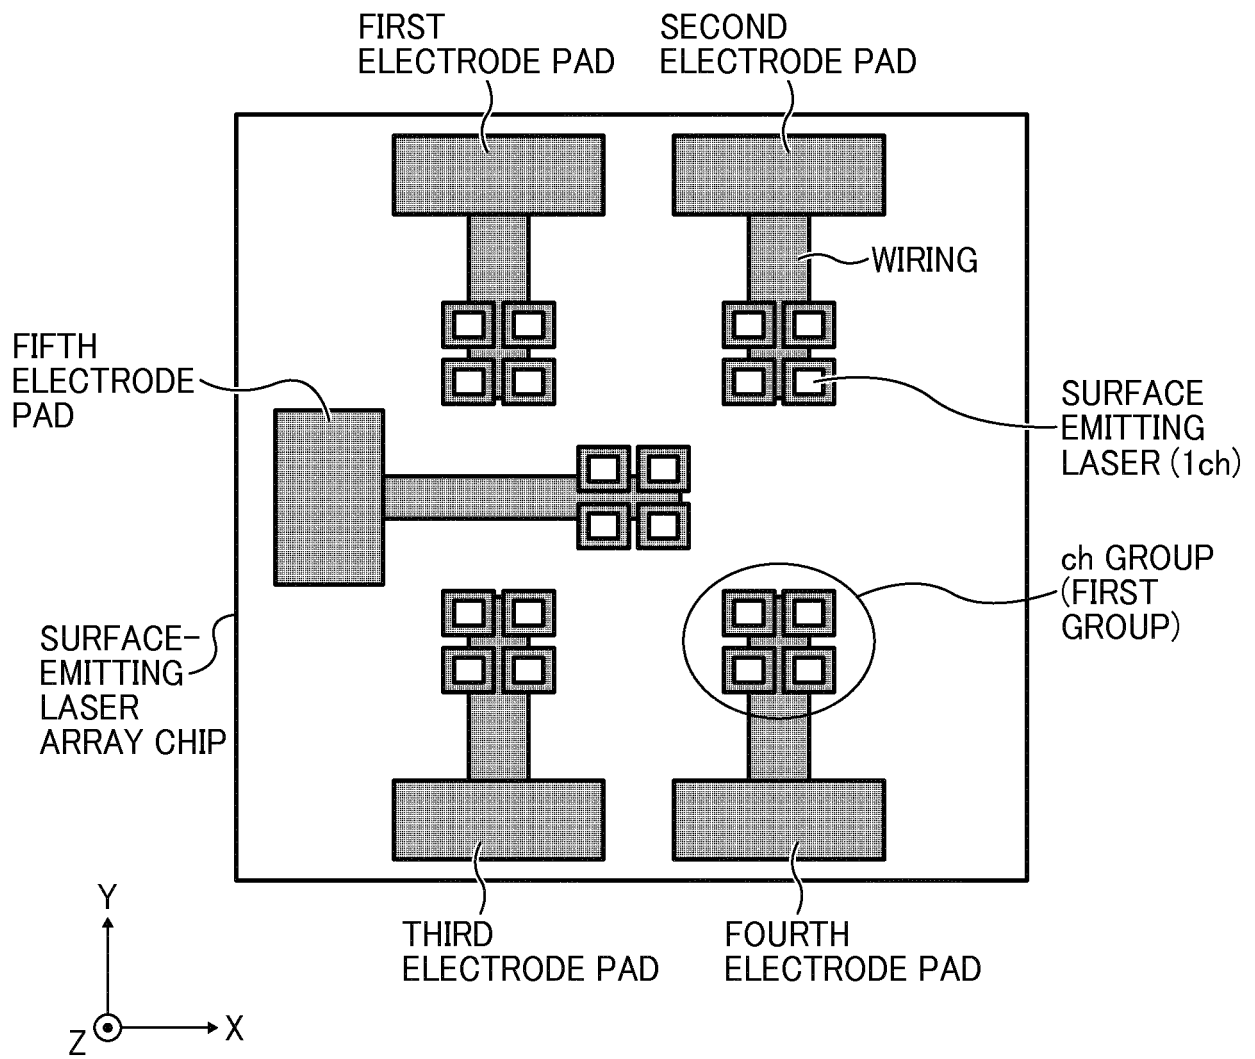 FIRST
ELECTRODE PAD
SECOND
ELECTRODE PAD
WIRING
FIFTH
ELECTRODE
PAD
SURFACE
EMITTING
LASER (1ch)
ch GROUP
(FIRST
GROUP)
SURFACE-
EMITTING
LASER
ARRAY CHIP
THIRD
ELECTRODE PAD
FOURTH
ELECTRODE PAD
Y
Z
X